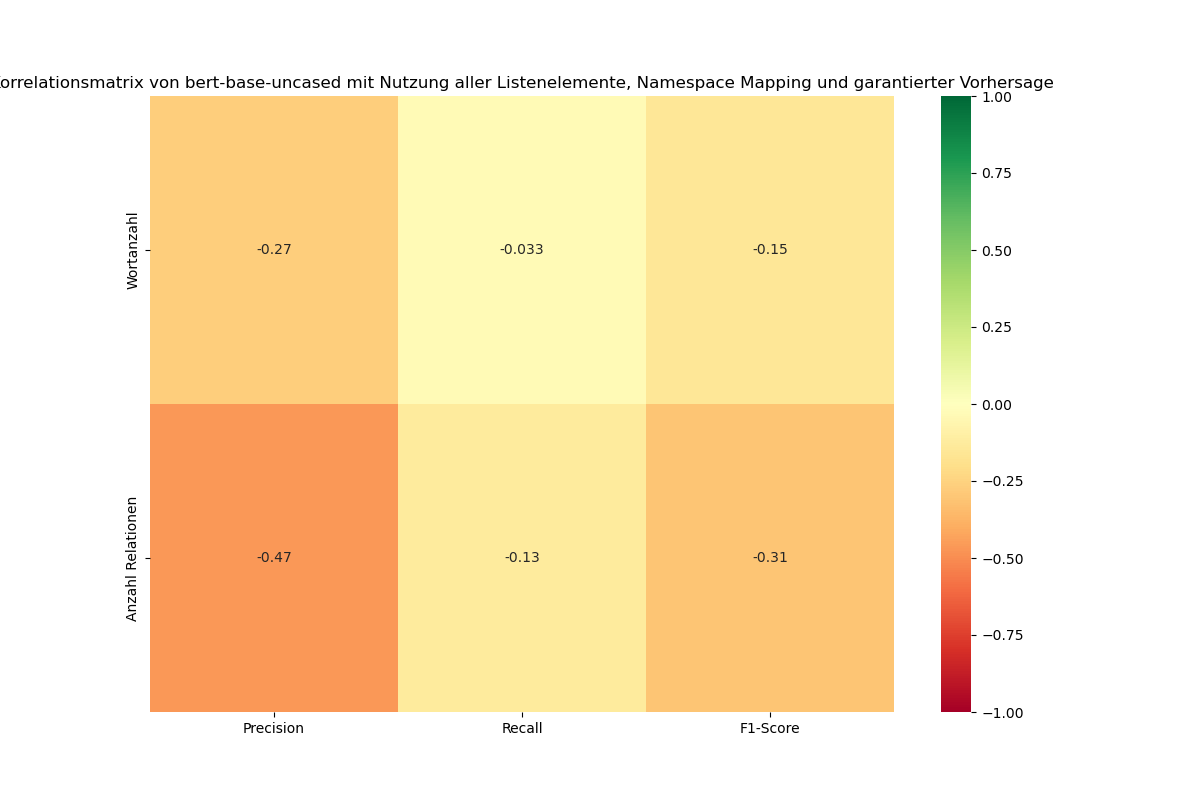 orrelationsmatrix von bert-base-uncased mit Nutzung aller Listenelemente, Namespace Mapping und garantierter Vorhersage
1.00
0.75
0.50
0.25
0.00
−0.25
−0.50
−0.75
−1.00
Wortanzahl
-0.27 -0.033 -0.15
Anzahl Relationen
-0.47 -0.13 -0.31
Precision Recall F1-Score